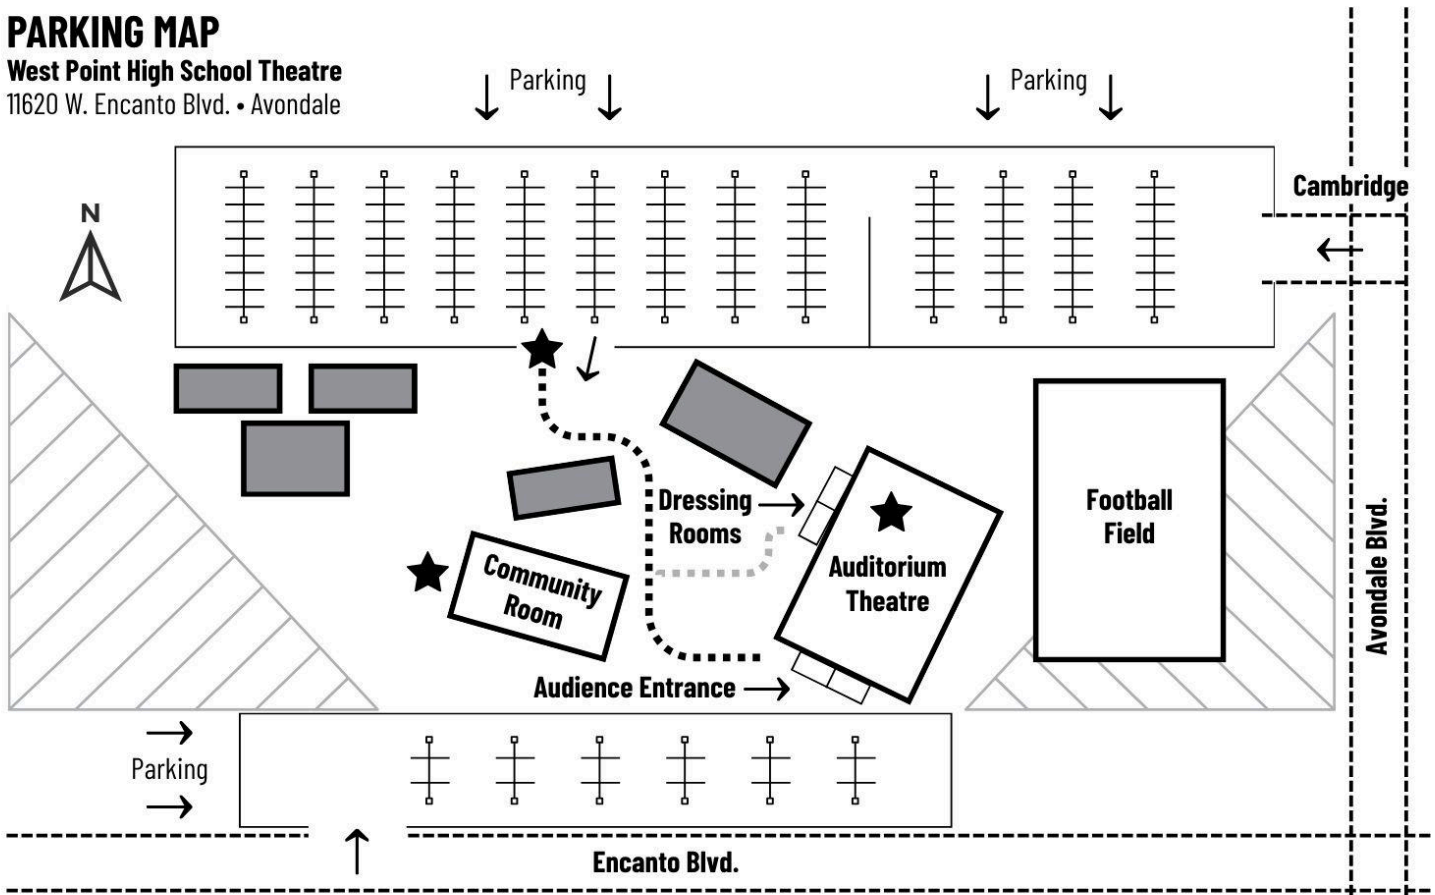 PARKING MAP
West Point High School Theatre
11620 W. Encanto Blvd. • Avondale
Parking
Parking
Cambridge
N
Dressing
Rooms
Football
Field
Community
Room
Auditorium
Theatre
Avondale Blvd.
Audience Entrance
Parking
Encanto Blvd.